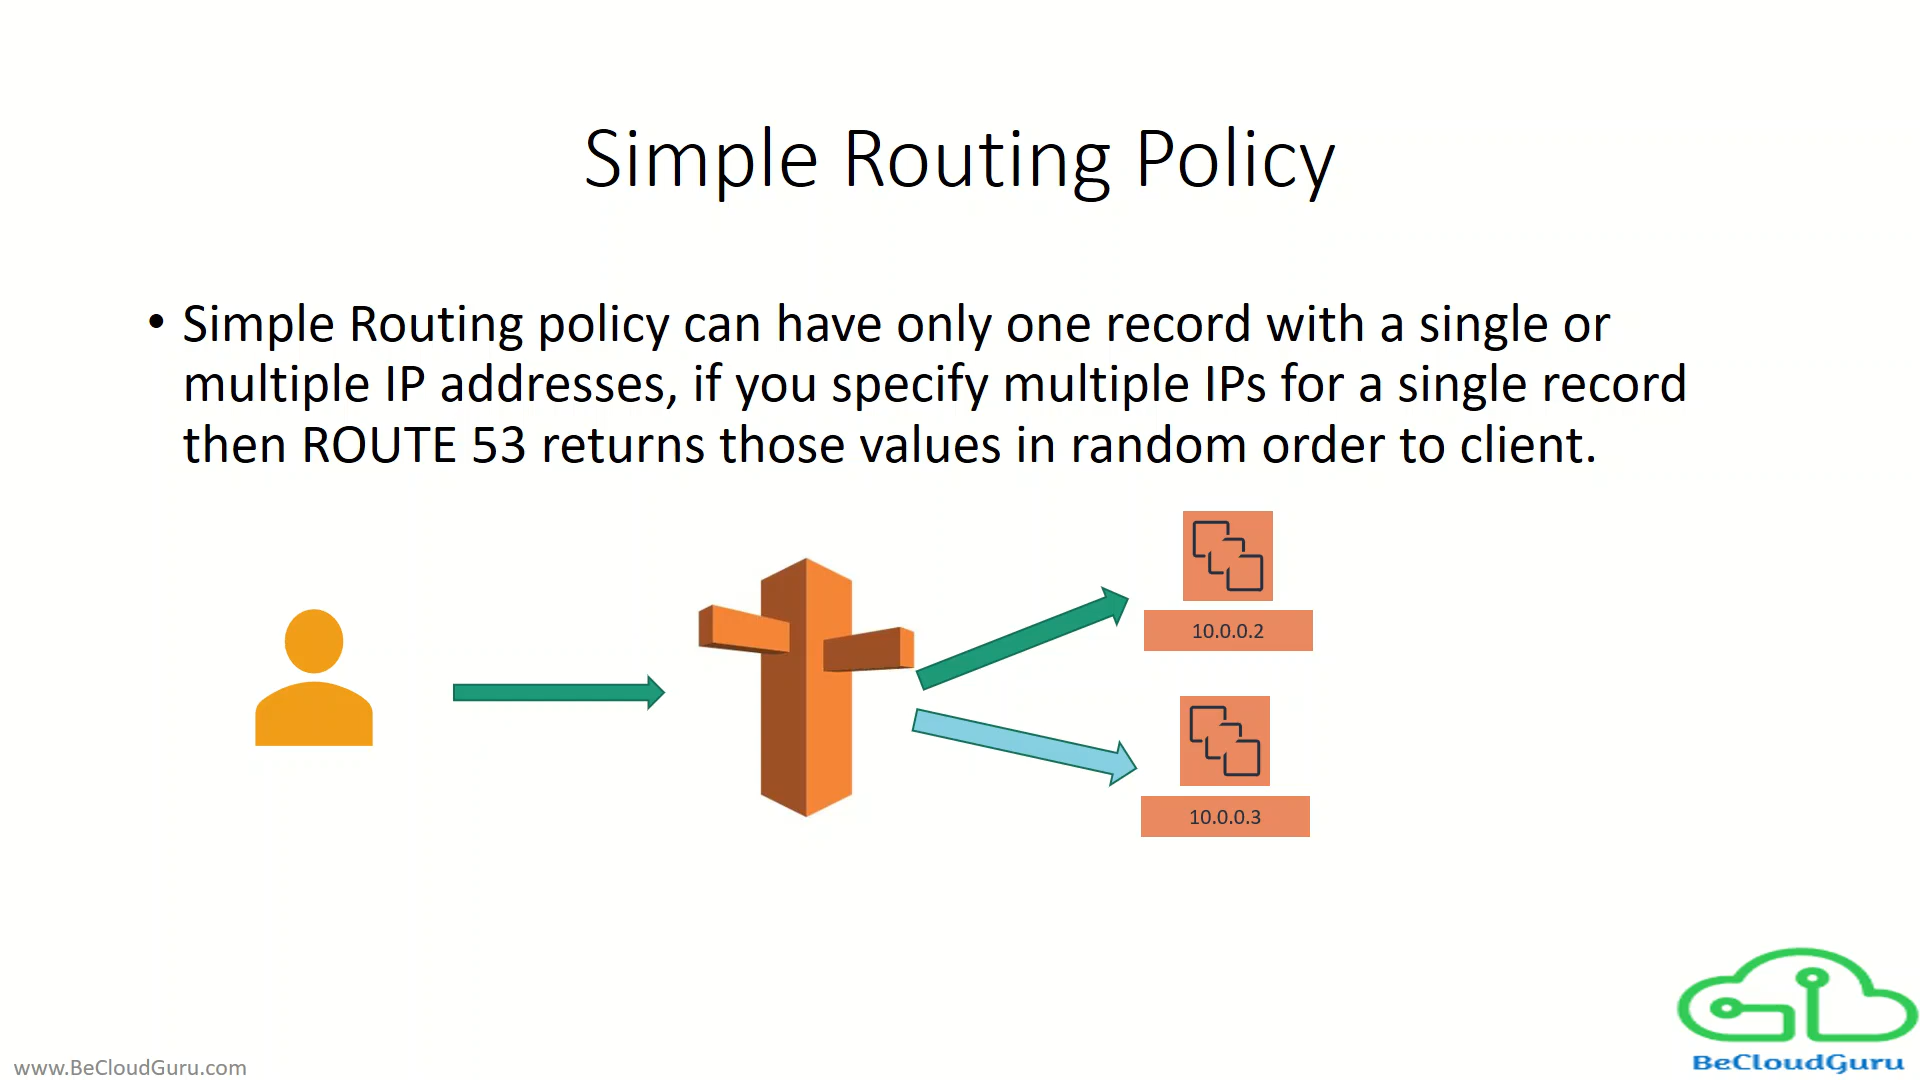 Simple Routing Policy
• Simple Routing policy can have only one record with a single or
multiple IP addresses, if you specify multiple IPs for a single record
then ROUTE 53 returns those values in random order to client.
10.0.0.2
10.0.0.3
www.BeCloudGuru.com
BeCloudGuru